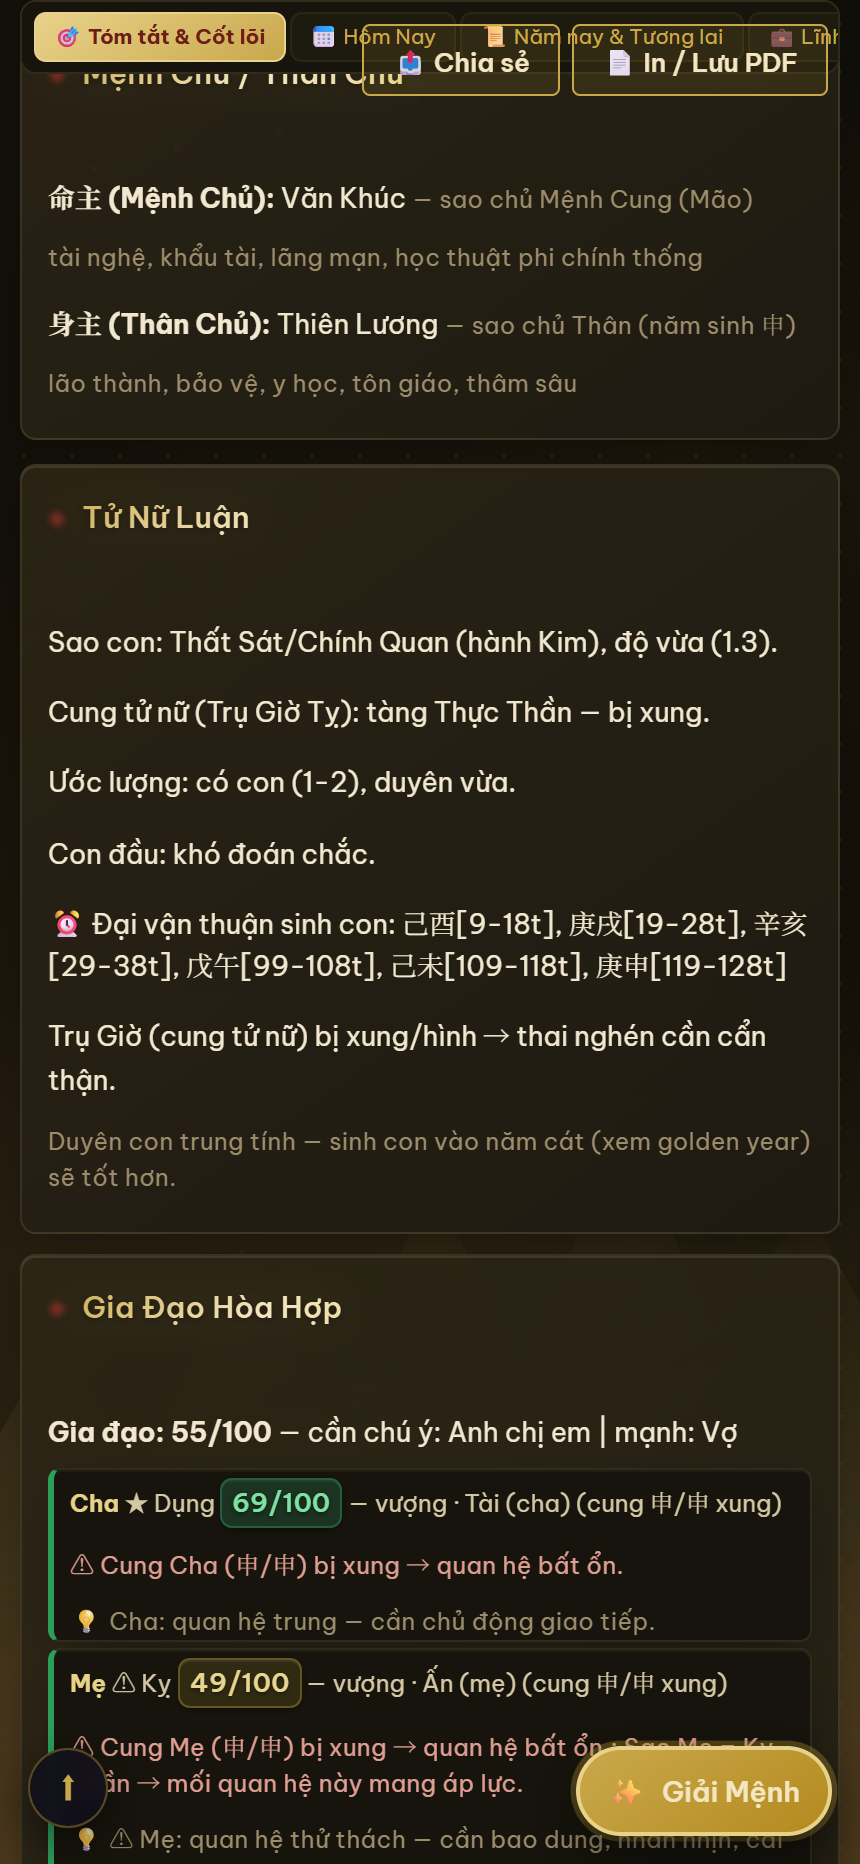 🎯 Tóm tắt & Cốt lõi
Hôm Nay
📜 Năm nay & Tương lai
💼 Lĩnh
📤 Chia sẻ
📄 In / Lưu PDF
Mệnh Chủ / Thân Chủ
命主 (Mệnh Chủ): Văn Khúc — sao chủ Mệnh Cung (Mão)
tài nghệ, khẩu tài, lãng mạn, học thuật phi chính thống
身主 (Thân Chủ): Thiên Lương — sao chủ Thân (năm sinh 申)
lão thành, bảo vệ, y học, tôn giáo, thâm sâu
Tử Nữ Luận
Sao con: Thất Sát/Chính Quan (hành Kim), độ vừa (1.3).
Cung tử nữ (Trụ Giờ Tỵ): tàng Thực Thần — bị xung.
Ước lượng: có con (1-2), duyên vừa.
Con đầu: khó đoán chắc.
⏰ Đại vận thuận sinh con: 己酉[9-18t], 庚戌[19-28t], 辛亥
[29-38t], 戊午[99-108t], 己未[109-118t], 庚申[119-128t]
Trụ Giờ (cung tử nữ) bị xung/hình → thai nghén cần cẩn
thận.
Duyên con trung tính — sinh con vào năm cát (xem golden year)
sẽ tốt hơn.
Gia Đạo Hòa Hợp
Gia đạo: 55/100 — cần chú ý: Anh chị em | mạnh: Vợ
Cha ★ Dụng 69/100 — vượng · Tài (cha) (cung 申/申 xung)
⚠ Cung Cha (申/申) bị xung → quan hệ bất ổn.
💡 Cha: quan hệ trung — cần chủ động giao tiếp.
Mẹ ⚠ Kỵ 49/100 — vượng · Ấn (mẹ) (cung 申/申 xung)
⚠ Cung Mẹ (申/申) bị xung → quan hệ bất ổn.; Sao Mẹ = Kỵ
ần → mối quan hệ này mang áp lực.
💡 ⚠ Mẹ: quan hệ thử thách — cần bao dung, nhẫn nhịn, cải
⬆
✨ Giải Mệnh